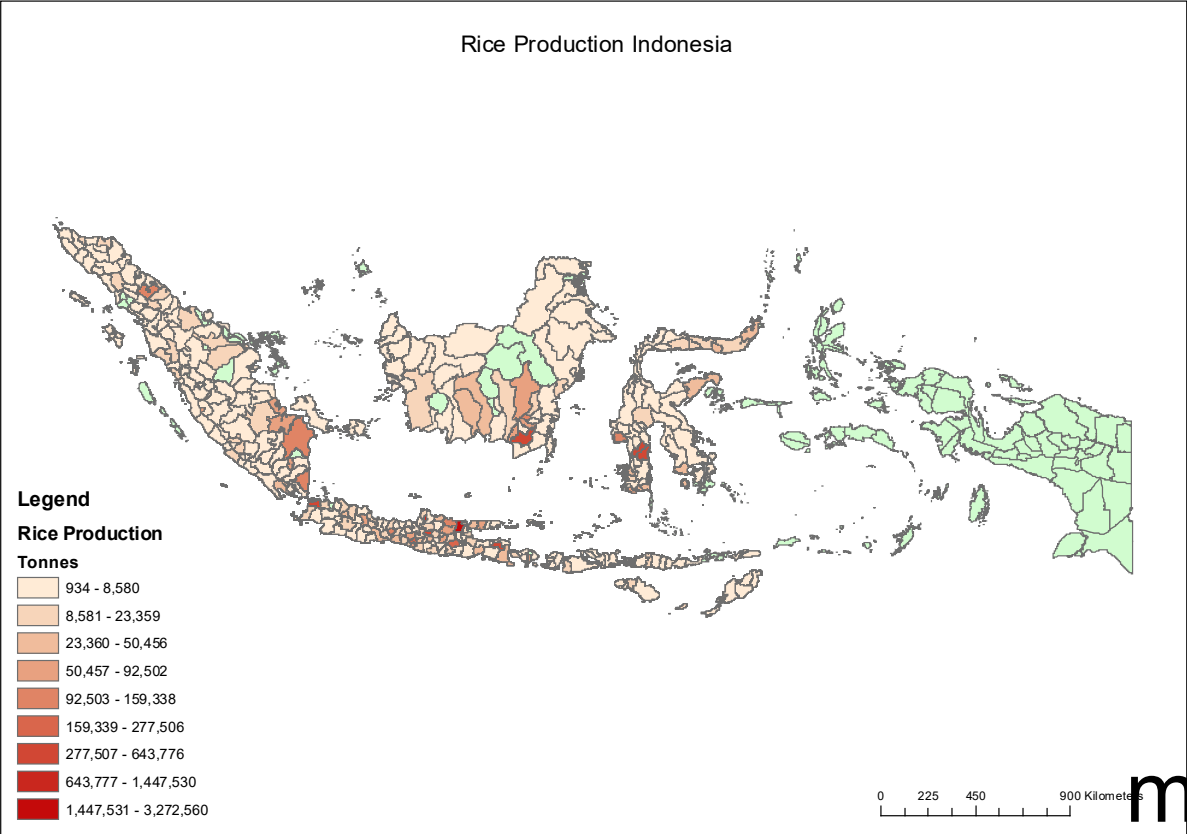 Rice Production Indonesia
Legend
Rice Production
Tonnes
934 - 8,580
8,581 - 23,359
23,360 - 50,456
50,457 - 92,502
92,503 - 159,338
159,339 - 277,506
277,507 - 643,776
643,777 - 1,447,530
1,447,531 - 3,272,560
0 225 450 900 Kilometers
m